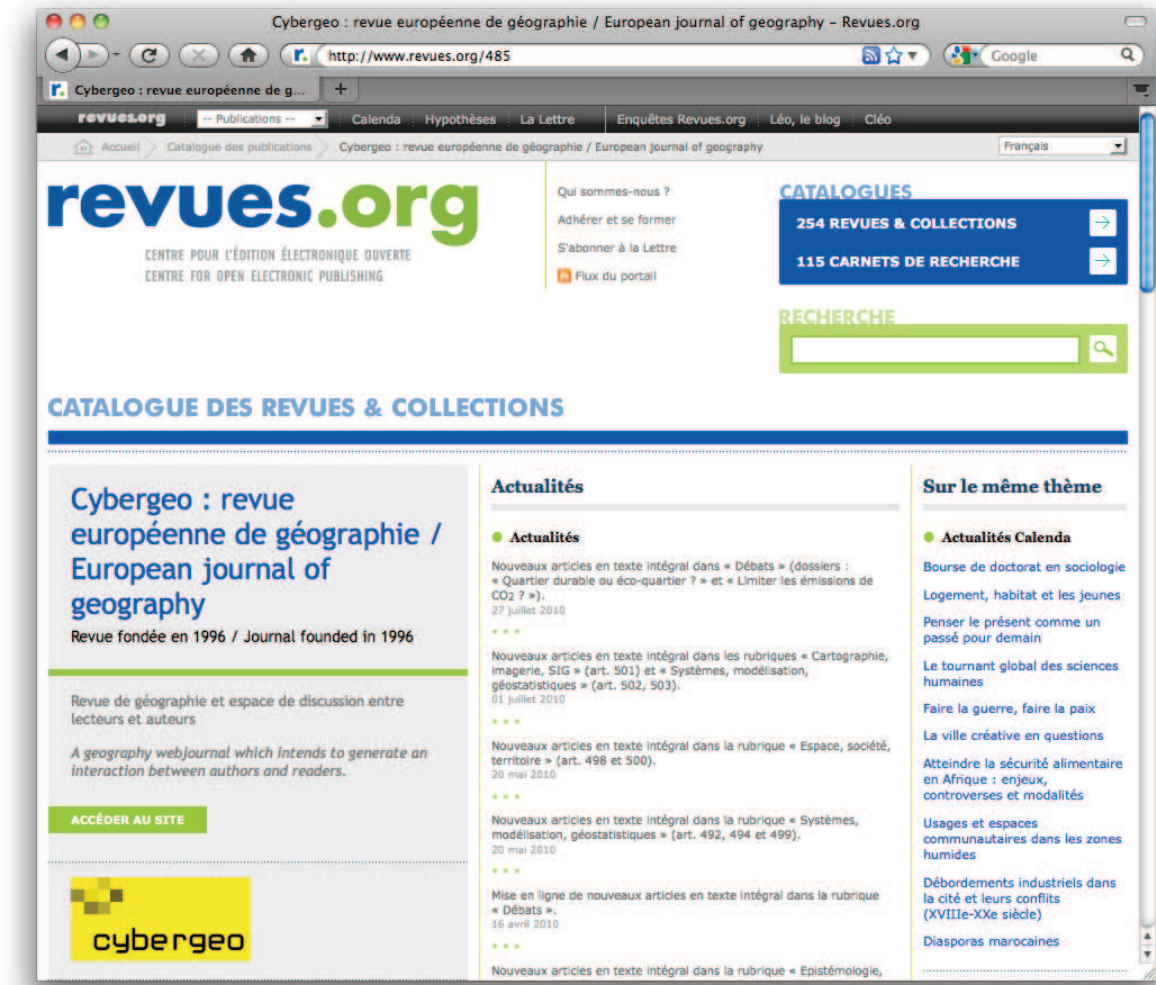 Cybergeo : revue européenne de géographie / European journal of geography – Revues.org
http://www.revues.org/485
Google
Cybergeo : revue européenne de g...
revues.org
-- Publications --
Calenda
Hypothèses
La Lettre
Enquêtes Revues.org
Léo, le blog
Cléo
Accueil
Catalogue des publications
Cybergeo : revue européenne de géographie / European journal of geography
Français
revues.org
CENTRE POUR L'ÉDITION ÉLECTRONIQUE OUVERTE
CENTRE FOR OPEN ELECTRONIC PUBLISHING
Qui sommes-nous ?
Adhérer et se former
S'abonner à la Lettre
Flux du portail
CATALOGUES
254 REVUES & COLLECTIONS
115 CARNETS DE RECHERCHE
RECHERCHE
CATALOGUE DES REVUES & COLLECTIONS
Cybergeo : revue
européenne de géographie /
European journal of
geography
Revue fondée en 1996 / Journal founded in 1996
Revue de géographie et espace de discussion entre
lecteurs et auteurs
A geography webjournal which intends to generate an
interaction between authors and readers.
ACCÉDER AU SITE
cybergeo
Actualités
Actualités
Nouveaux articles en texte intégral dans « Débats » (dossiers :
« Quartier durable ou éco-quartier ? » et « Limiter les émissions de
CO2 ? »).
27 juillet 2010
Nouveaux articles en texte intégral dans les rubriques « Cartographie,
imagerie, SIG » (art. 501) et « Systèmes, modélisation,
géostatistiques » (art. 502, 503).
01 juillet 2010
Nouveaux articles en texte intégral dans la rubrique « Espace, société,
territoire » (art. 498 et 500).
20 mai 2010
Nouveaux articles en texte intégral dans la rubrique « Systèmes,
modélisation, géostatistiques » (art. 492, 494 et 499).
20 mai 2010
Mise en ligne de nouveaux articles en texte intégral dans la rubrique
« Débats ».
16 avril 2010
Nouveaux articles en texte intégral dans la rubrique « Epistémologie,
Sur le même thème
Actualités Calenda
Bourse de doctorat en sociologie
Logement, habitat et les jeunes
Penser le présent comme un
passé pour demain
Le tournant global des sciences
humaines
Faire la guerre, faire la paix
La ville créative en questions
Atteindre la sécurité alimentaire
en Afrique : enjeux,
controverses et modalités
Usages et espaces
communautaires dans les zones
humides
Débordements industriels dans
la cité et leurs conflits
(XVIIIe-XXe siècle)
Diasporas marocaines